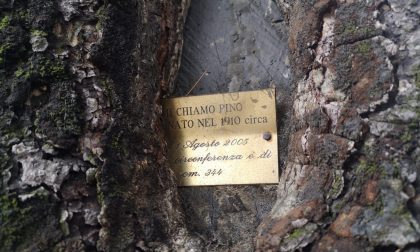 CHIAMO PINO
NATO NEL 1910 circa
Agosto 2005
circonferenza è di
cm. 344